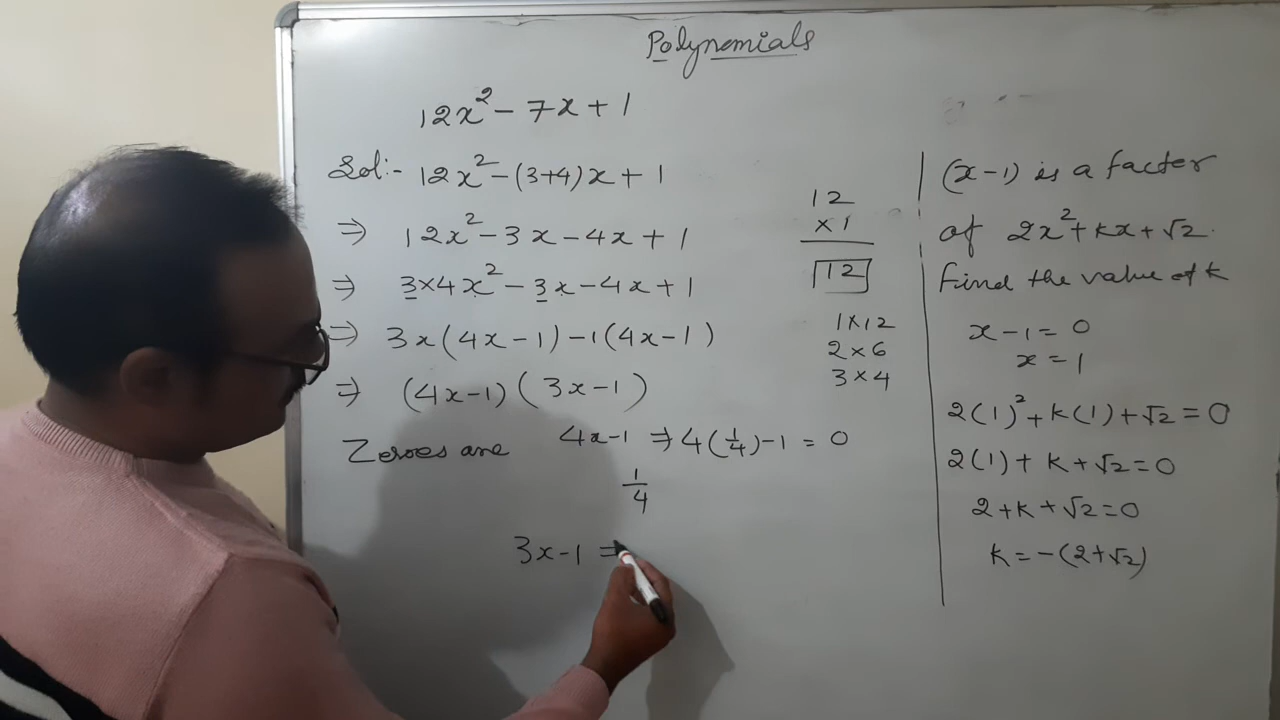 Polynomials
12x² - 7x + 1
Sol:- 12x² - (3+4)x + 1
⇒ 12x² - 3x - 4x + 1
⇒ 3×4x² - 3x - 4x + 1
⇒ 3x(4x-1) - 1(4x-1)
⇒ (4x-1)(3x-1)
Zeroes are 4x-1 ⇒ 4(1/4)-1 = 0
1/4
3x-1 =
12
×1
12
1×12
2×6
3×4
(x-1) is a factor
of 2x² + kx + √2.
Find the value of k
x-1 = 0
x = 1
2(1)² + k(1) + √2 = 0
2(1) + k + √2 = 0
2 + k + √2 = 0
k = -(2+√2)